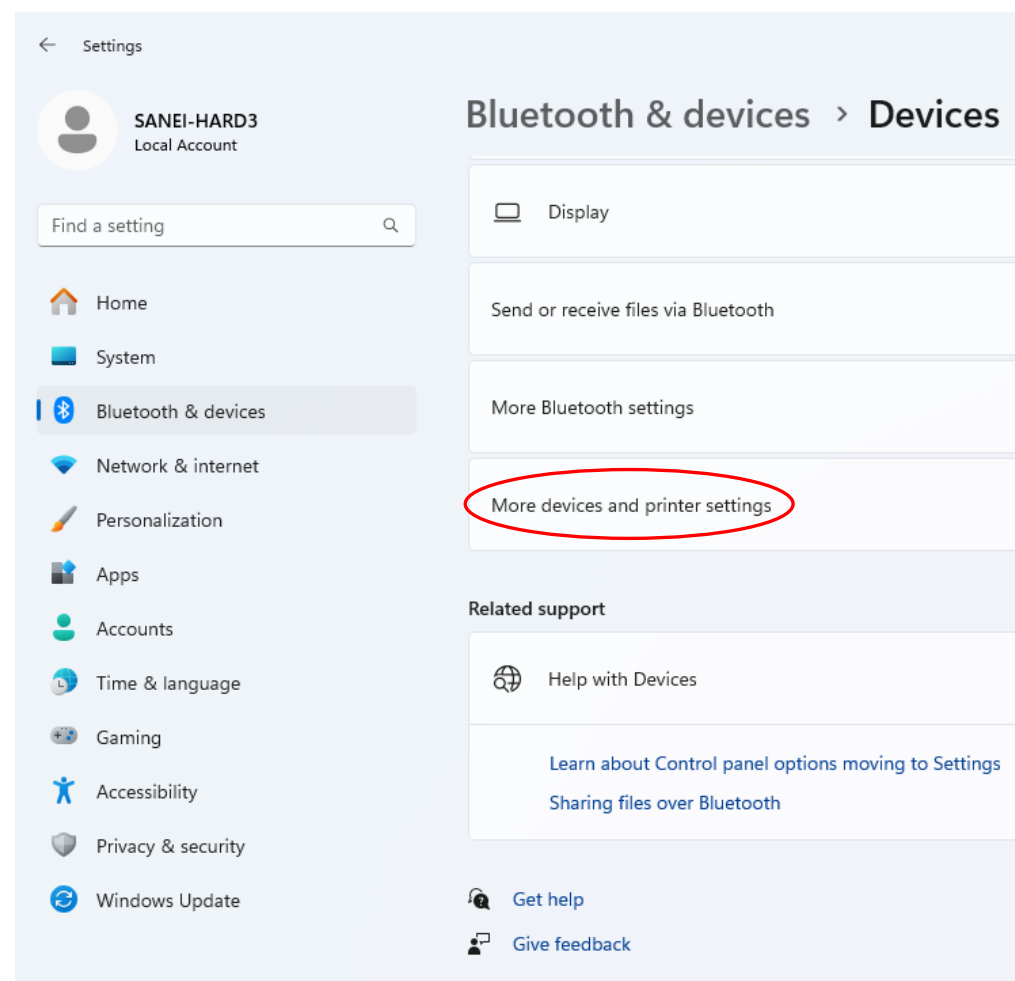 Settings
SANEI-HARD3
Local Account
Find a setting
Home
System
Bluetooth & devices
Network & internet
Personalization
Apps
Accounts
Time & language
Gaming
Accessibility
Privacy & security
Windows Update
Bluetooth & devices › Devices
Display
Send or receive files via Bluetooth
More Bluetooth settings
More devices and printer settings
Related support
Help with Devices
Learn about Control panel options moving to Settings
Sharing files over Bluetooth
Get help
Give feedback